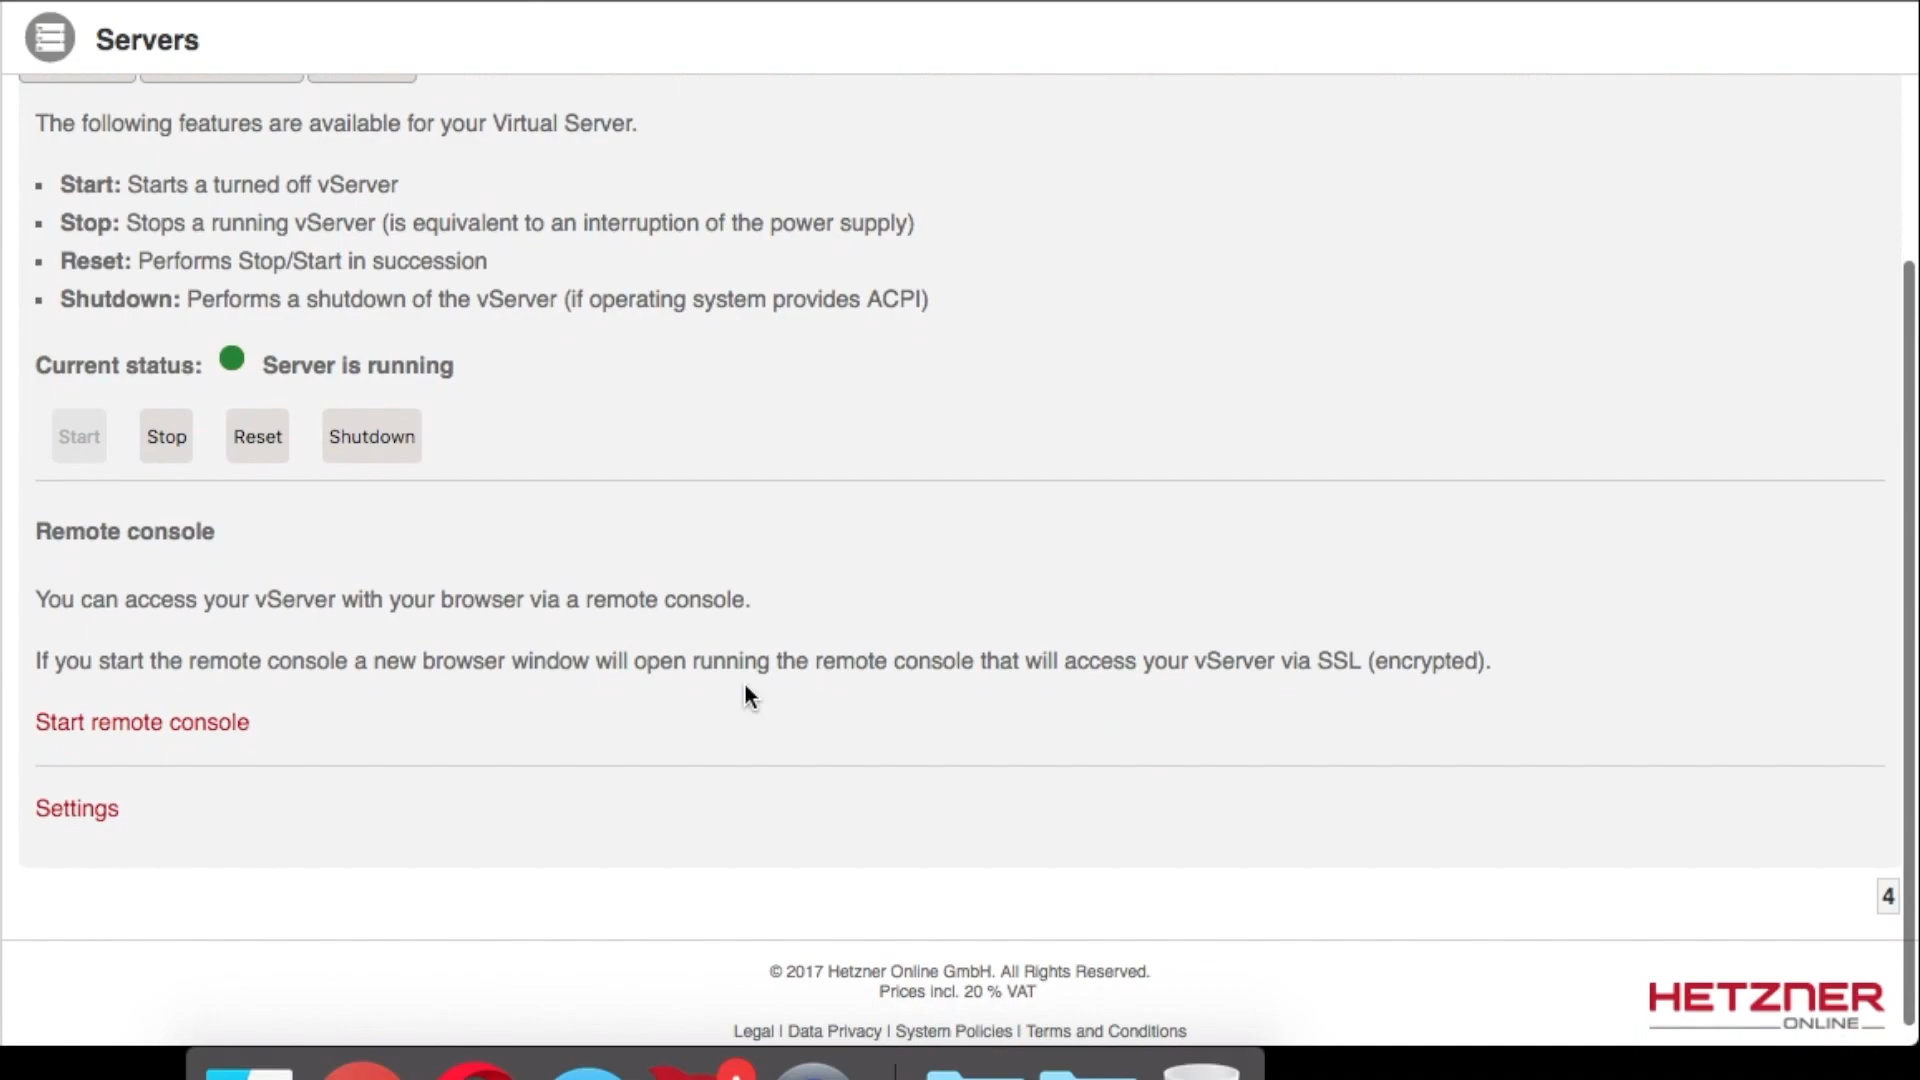 Servers
The following features are available for your Virtual Server.
Start: Starts a turned off vServer
Stop: Stops a running vServer (is equivalent to an interruption of the power supply)
Reset: Performs Stop/Start in succession
Shutdown: Performs a shutdown of the vServer (if operating system provides ACPI)
Current status: Server is running
Start Stop Reset Shutdown
Remote console
You can access your vServer with your browser via a remote console.
If you start the remote console a new browser window will open running the remote console that will access your vServer via SSL (encrypted).
Start remote console
Settings
4
© 2017 Hetzner Online GmbH. All Rights Reserved.
Prices incl. 20 % VAT
Legal | Data Privacy | System Policies | Terms and Conditions
HETZNER
ONLINE